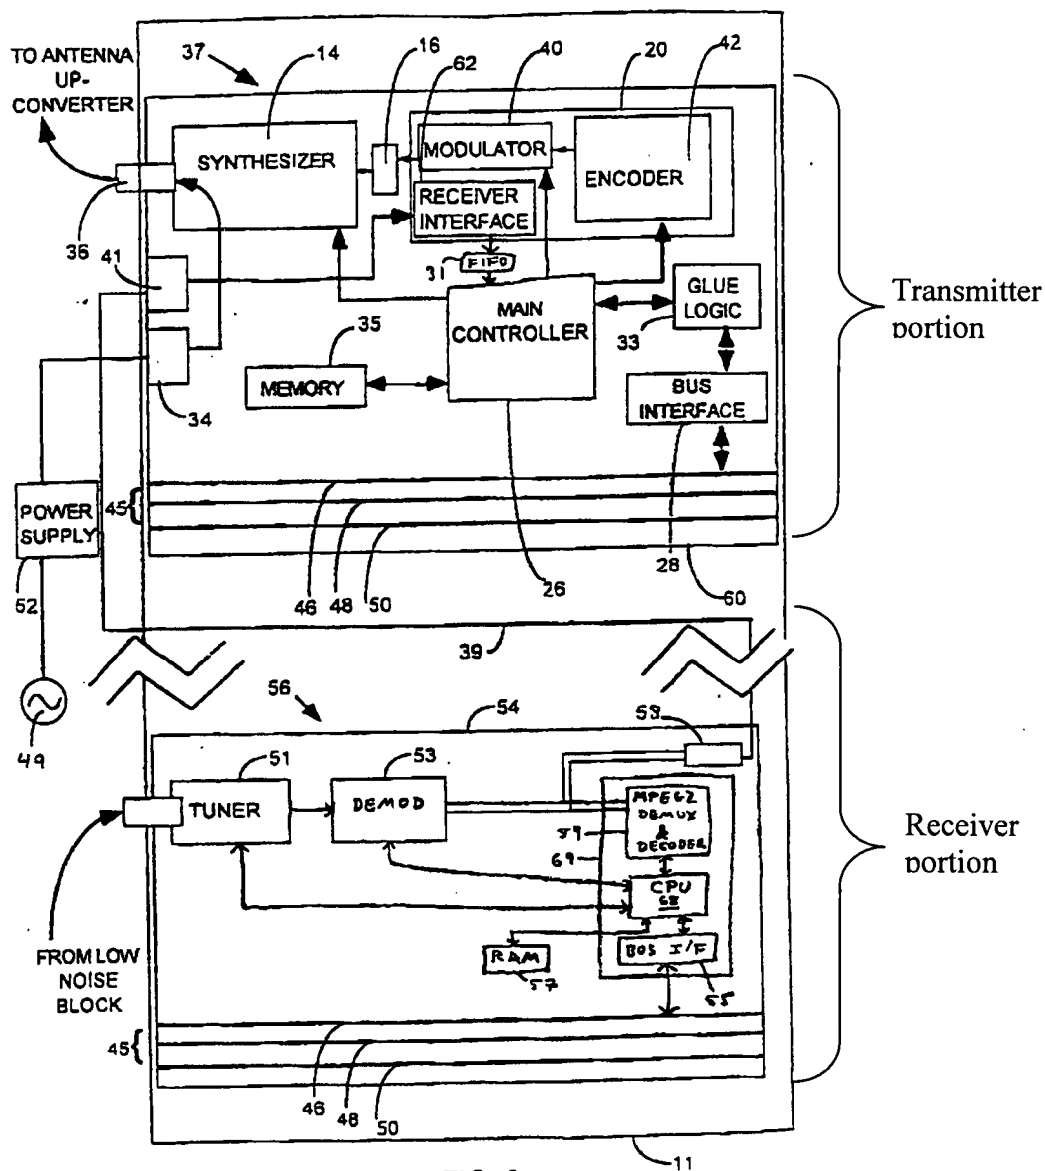 TO ANTENNA
UP-
CONVERTER
37
14
16
62
40
20
42
SYNTHESIZER
MODULATOR
ENCODER
RECEIVER
INTERFACE
36
41
31
FIFO
MAIN
CONTROLLER
GLUE
LOGIC
33
35
MEMORY
34
BUS
INTERFACE
Transmitter
portion
45
POWER
SUPPLY
52
46
48
50
26
28
60
39
49
56
54
58
51
53
TUNER
DEMOD
MPEG2
DEMUX
&
DECODER
59
69
CPU
68
RAM
57
BUS I/F
55
FROM LOW
NOISE
BLOCK
Receiver
portion
45
46
48
50
11